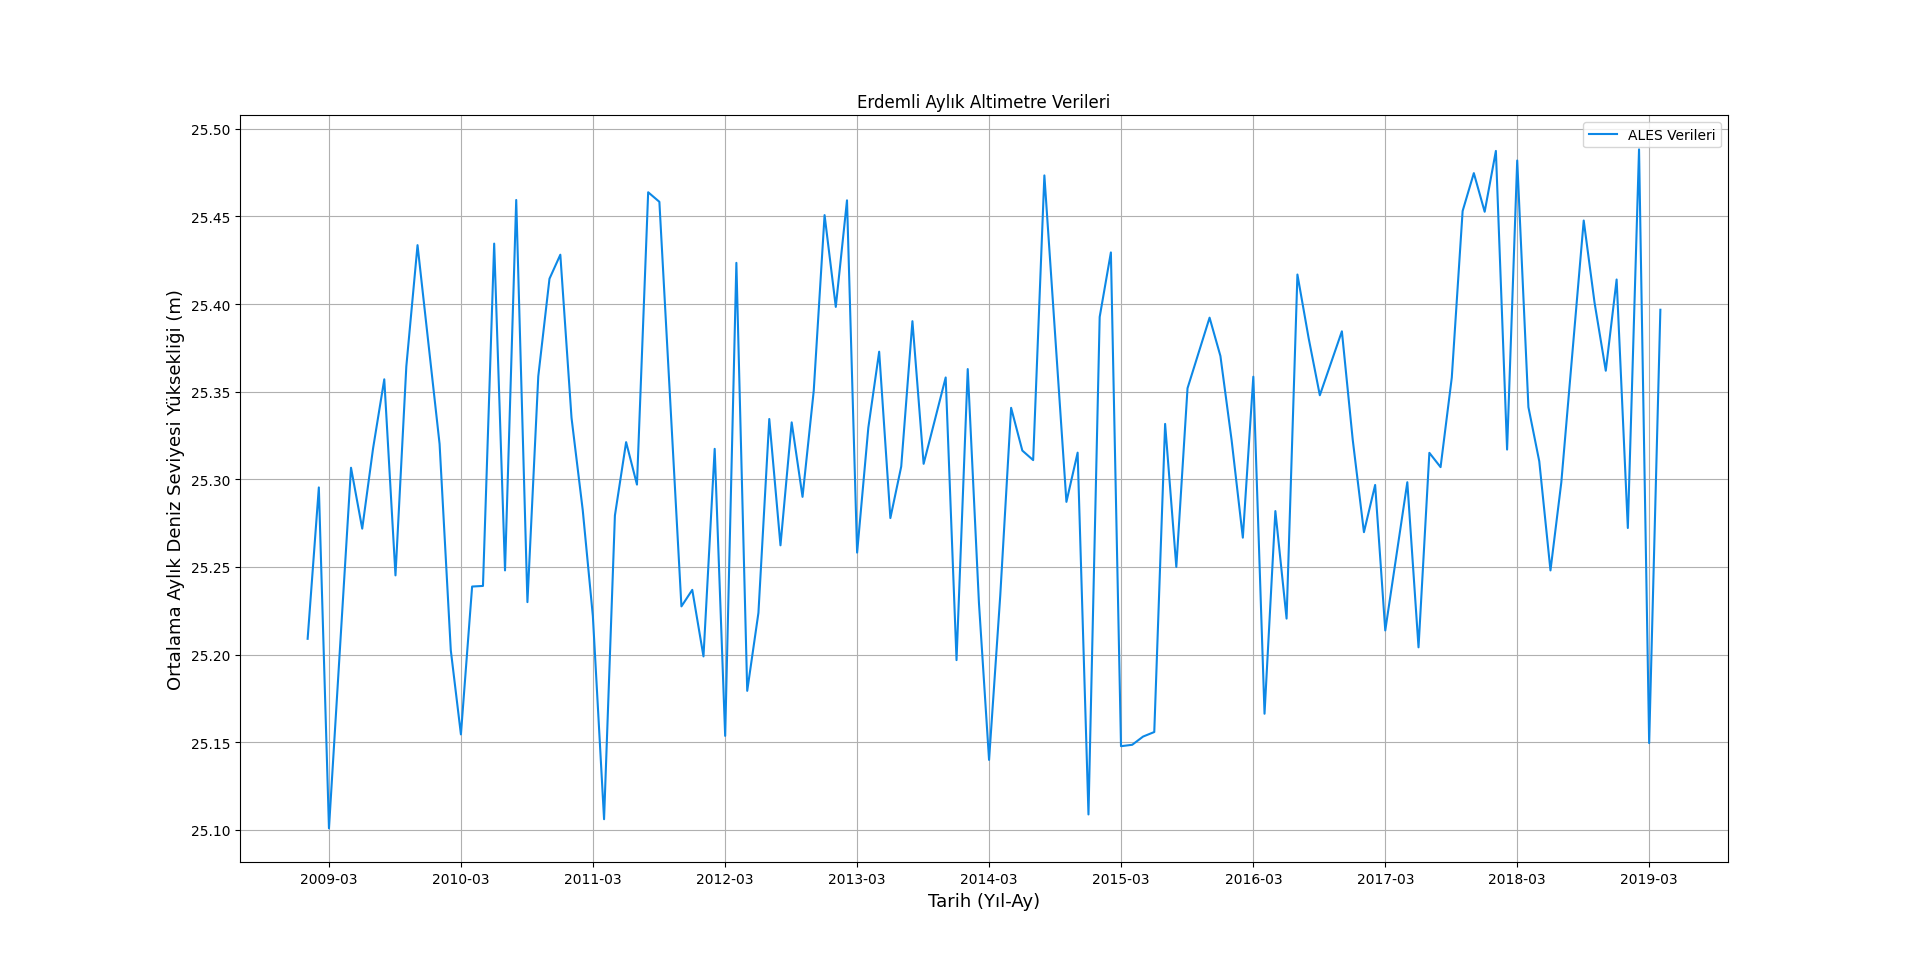 Erdemli Aylık Altimetre Verileri
ALES Verileri
Ortalama Aylık Deniz Seviyesi Yüksekliği (m)
25.50
25.45
25.40
25.35
25.30
25.25
25.20
25.15
25.10
2009-03 2010-03 2011-03 2012-03 2013-03 2014-03 2015-03 2016-03 2017-03 2018-03 2019-03
Tarih (Yıl-Ay)